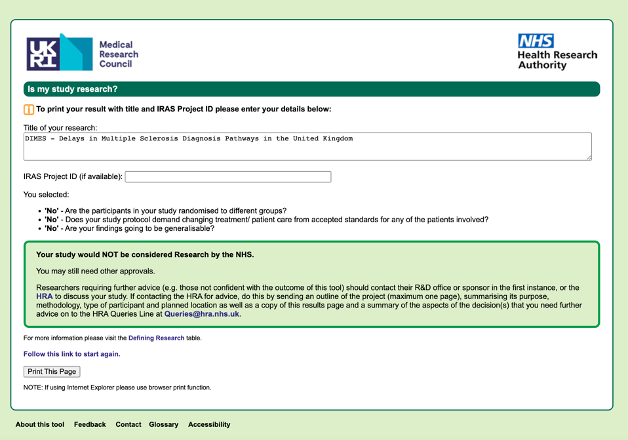 UK
RI
Medical
Research
Council
NHS
Health Research
Authority
Is my study research?
To print your result with title and IRAS Project ID please enter your details below:
Title of your research:
DIMES - Delays in Multiple Sclerosis Diagnosis Pathways in the United Kingdom
IRAS Project ID (if available):
You selected:
• 'No' - Are the participants in your study randomised to different groups?
• 'No' - Does your study protocol demand changing treatment/ patient care from accepted standards for any of the patients involved?
• 'No' - Are your findings going to be generalisable?
Your study would NOT be considered Research by the NHS.
You may still need other approvals.
Researchers requiring further advice (e.g. those not confident with the outcome of this tool) should contact their R&D office or sponsor in the first instance, or the
HRA to discuss your study. If contacting the HRA for advice, do this by sending an outline of the project (maximum one page), summarising its purpose,
methodology, type of participant and planned location as well as a copy of this results page and a summary of the aspects of the decision(s) that you need further
advice on to the HRA Queries Line at Queries@hra.nhs.uk.
For more information please visit the Defining Research table.
Follow this link to start again.
Print This Page
NOTE: If using Internet Explorer please use browser print function.
About this tool Feedback Contact Glossary Accessibility